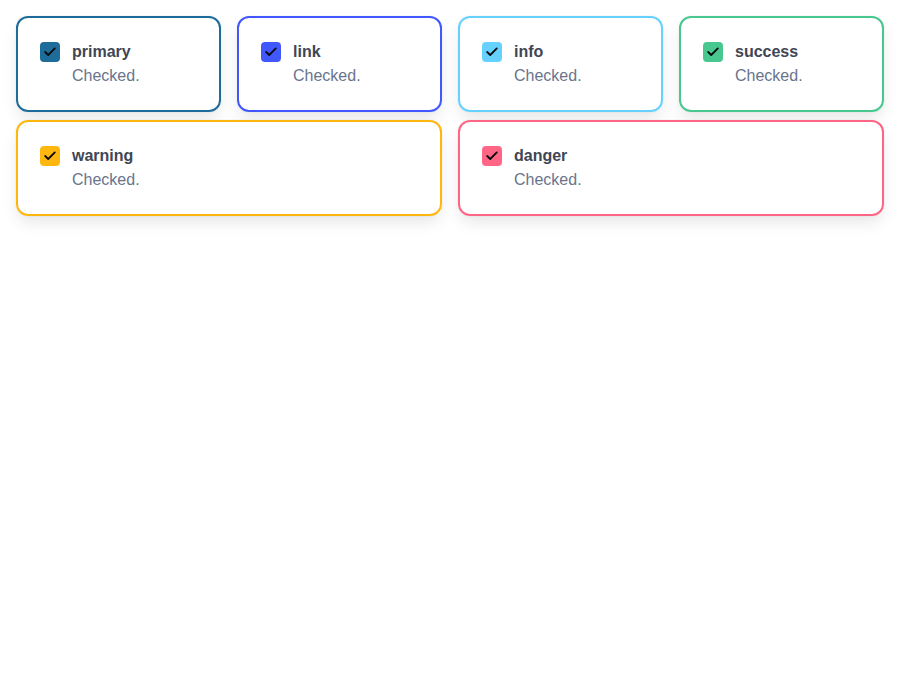 primary
Checked.
link
Checked.
info
Checked.
success
Checked.
warning
Checked.
danger
Checked.